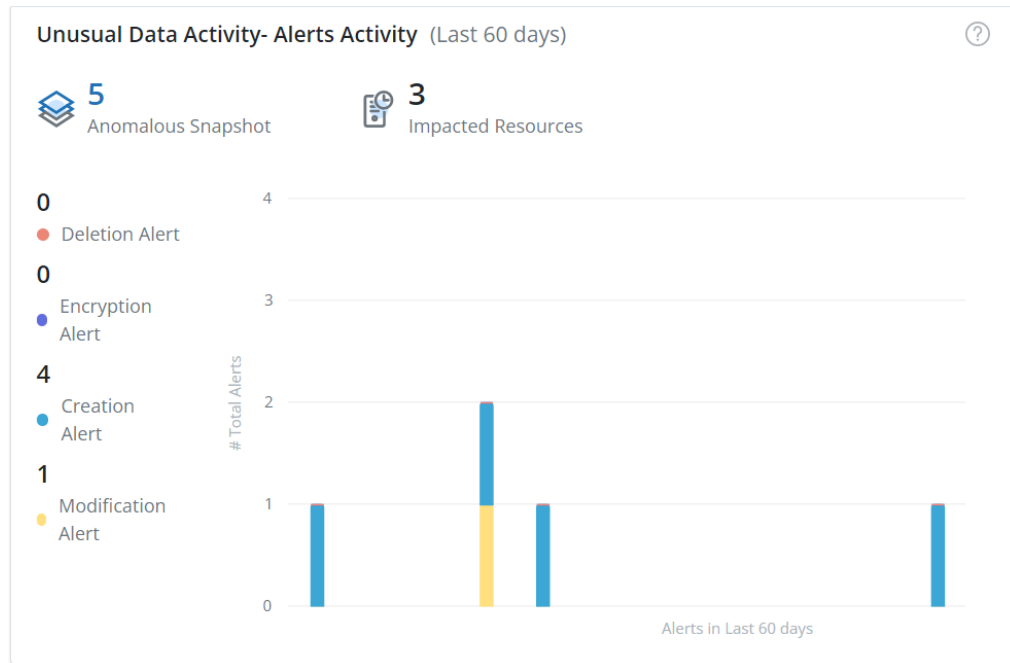 Unusual Data Activity- Alerts Activity (Last 60 days)
5
Anomalous Snapshot
3
Impacted Resources
0
Deletion Alert
0
Encryption
Alert
4
Creation
Alert
1
Modification
Alert
# Total Alerts
4
3
2
1
0
Alerts in Last 60 days